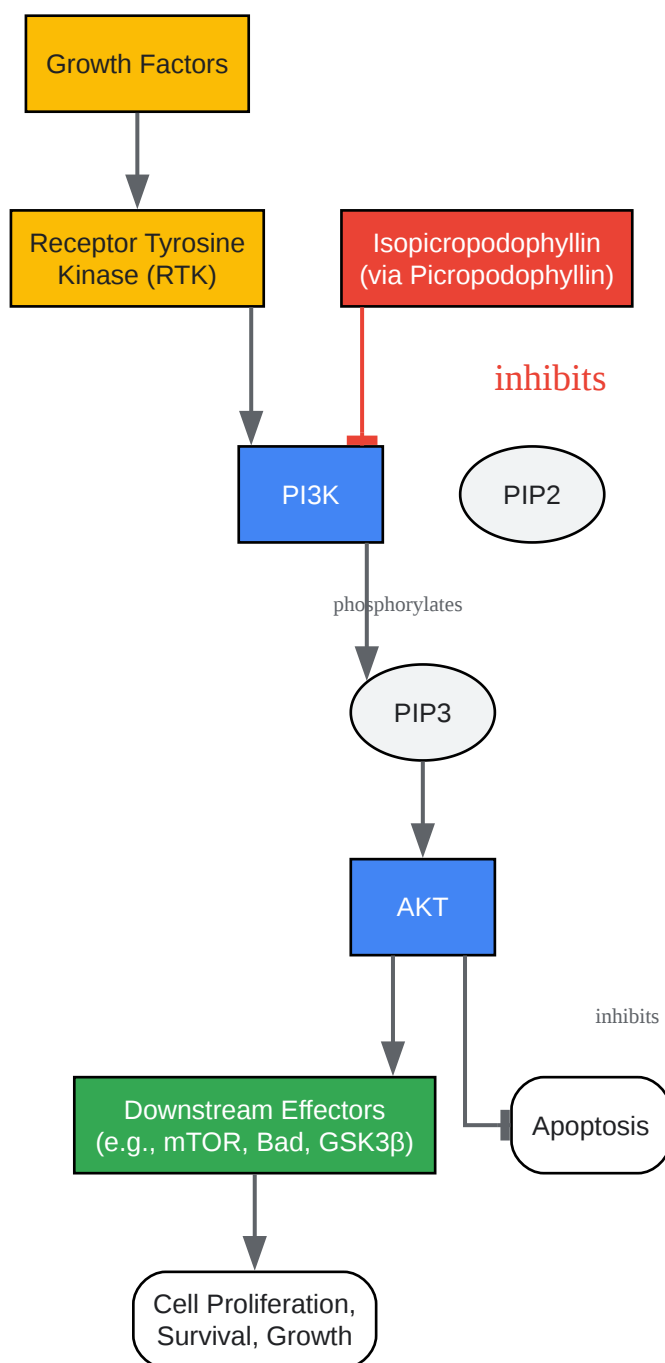 Growth Factors
Receptor Tyrosine
Kinase (RTK)
Isopicropodophyllin
(via Picropodophyllin)
inhibits
PI3K
PIP2
phosphorylates
PIP3
AKT
inhibits
Downstream Effectors
(e.g., mTOR, Bad, GSK3β)
Apoptosis
Cell Proliferation,
Survival, Growth